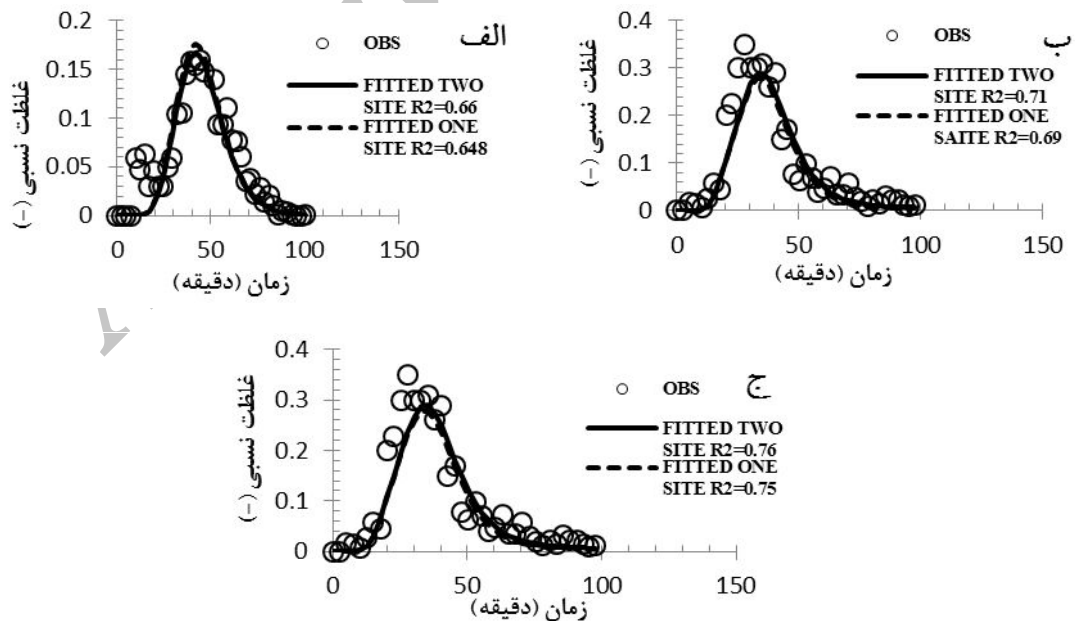 الف
OBS
FITTED TWO
SITE R2=0.66
FITTED ONE
SITE R2=0.648
غلظت نسبی (-)
0.2
0.15
0.1
0.05
0
0 50 100 150
زمان (دقیقه)
ب
OBS
FITTED TWO
SITE R2=0.71
FITTED ONE
SAITE R2=0.69
غلظت نسبی (-)
0.4
0.3
0.2
0.1
0
0 50 100 150
زمان (دقیقه)
ج
OBS
FITTED TWO
SITE R2=0.76
FITTED ONE
SITE R2=0.75
غلظت نسبی (-)
0.4
0.3
0.2
0.1
0
0 50 100 150
زمان (دقیقه)